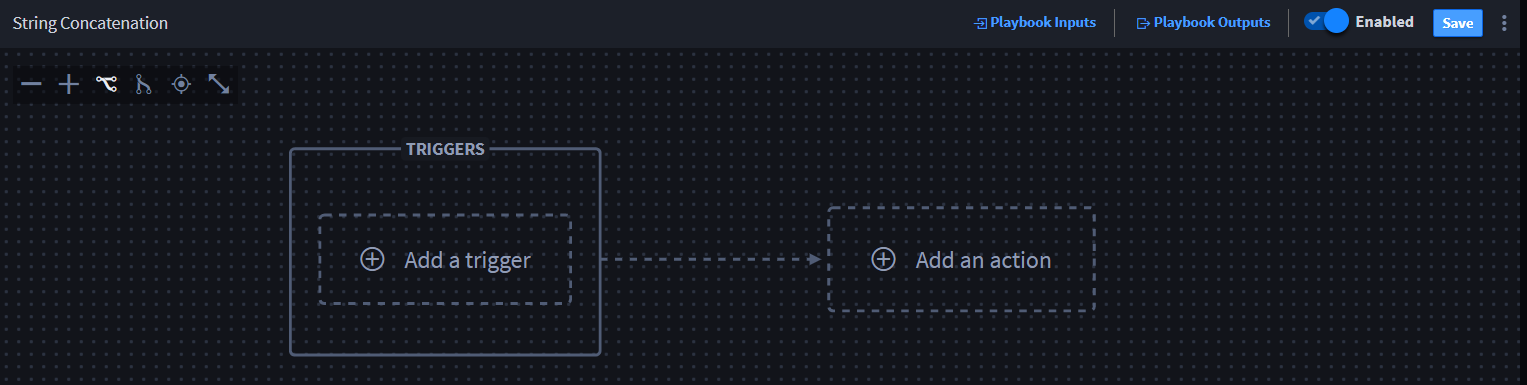 String Concatenation
Playbook Inputs
Playbook Outputs
Enabled
Save
TRIGGERS
Add a trigger
Add an action